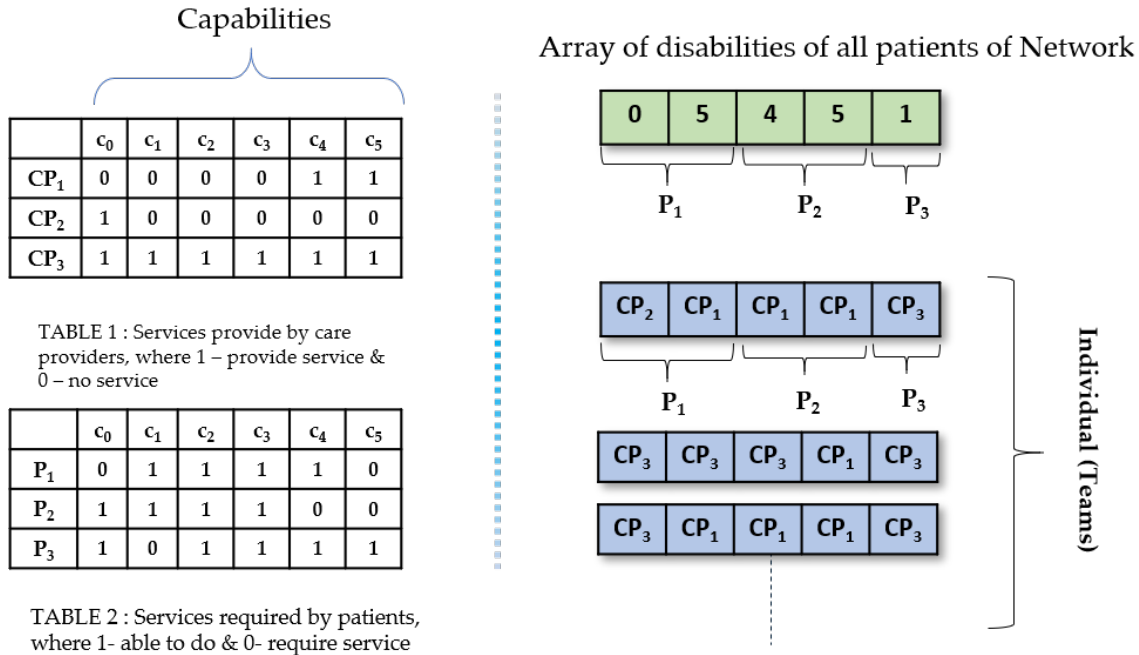 Capabilities
c0 c1 c2 c3 c4 c5
CP1 0 0 0 0 1 1
CP2 1 0 0 0 0 0
CP3 1 1 1 1 1 1
TABLE 1 : Services provide by care
providers, where 1 – provide service &
0 – no service
c0 c1 c2 c3 c4 c5
P1 0 1 1 1 1 0
P2 1 1 1 1 0 0
P3 1 0 1 1 1 1
TABLE 2 : Services required by patients,
where 1- able to do & 0- require service
Array of disabilities of all patients of Network
0 5 4 5 1
P1 P2 P3
CP2 CP1 CP1 CP1 CP3
P1 P2 P3
CP3 CP3 CP3 CP1 CP3
CP3 CP1 CP1 CP1 CP3
Individual (Teams)